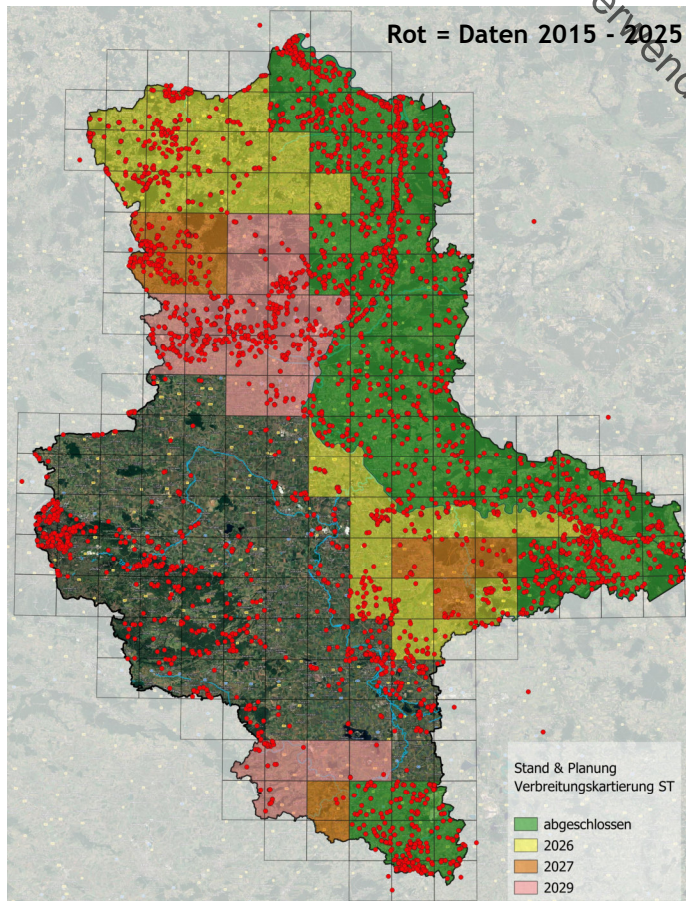 Rot = Daten 2015 - 2025
Stand & Planung
Verbreitungskartierung ST
abgeschlossen
2026
2027
2029